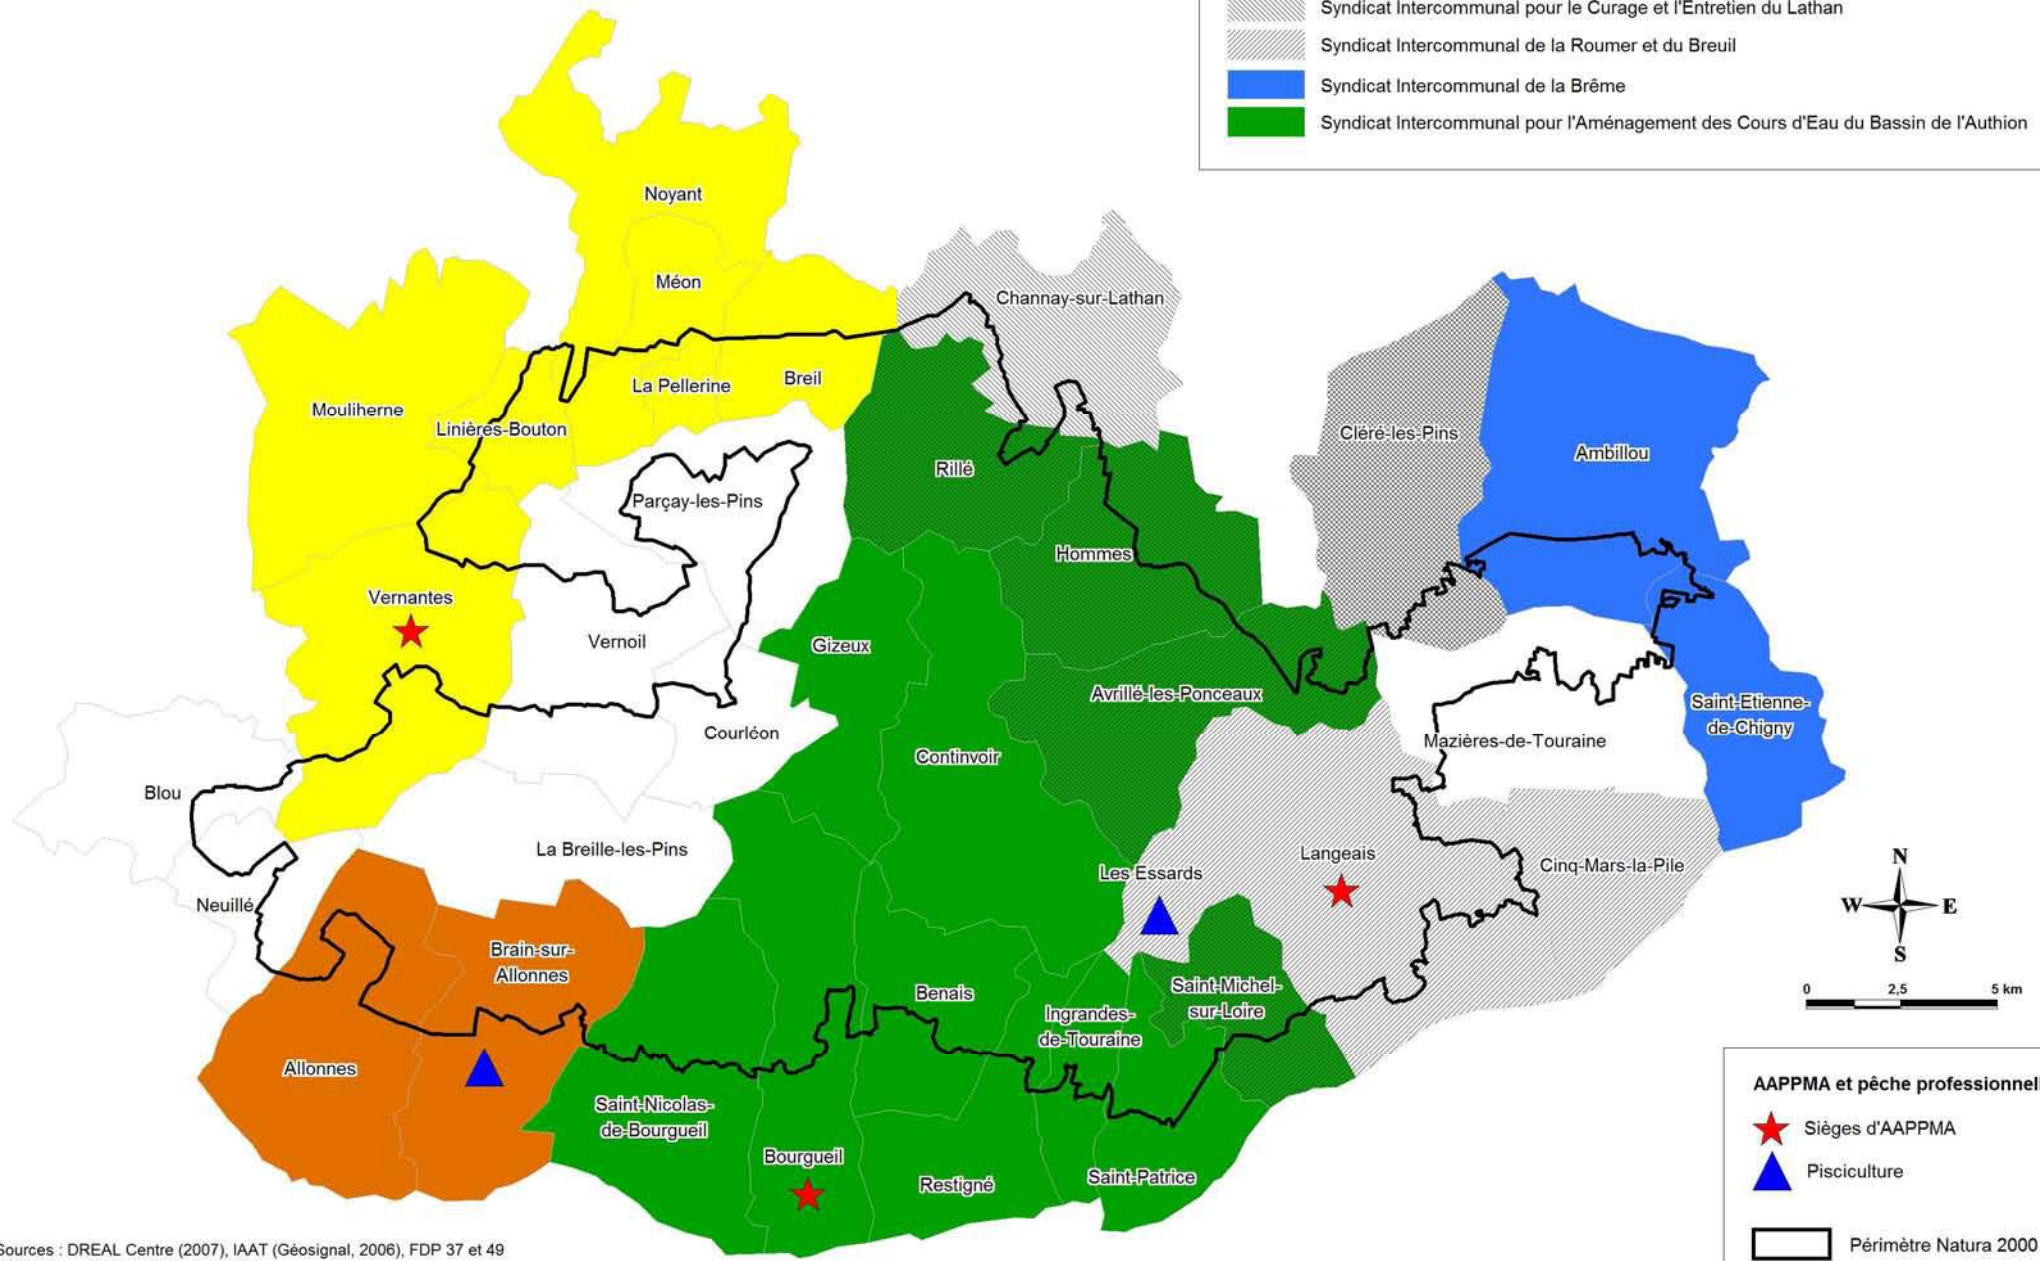 Syndicat Intercommunal pour le Curage et l'Entretien du Lathan
Syndicat Intercommunal de la Roumer et du Breuil
Syndicat Intercommunal de la Brême
Syndicat Intercommunal pour l'Aménagement des Cours d'Eau du Bassin de l'Authion
Noyant
Méon
Channay-sur-Lathan
La Pellerine
Breil
Mouliherne
Linières-Bouton
Cléré-les-Pins
Ambillou
Rillé
Parçay-les-Pins
Hommes
Vernantes
Vernoil
Gizeux
Avrillé-les-Ponceaux
Saint-Etienne-
de-Chigny
Courléon
Mazières-de-Touraine
Continvoir
Blou
La Breille-les-Pins
Langeais
Cinq-Mars-la-Pile
Les Essards
Neuillé
Brain-sur-
Allonnes
Benais
Saint-Michel-
sur-Loire
Ingrandes-
de-Touraine
Allonnes
Saint-Nicolas-
de-Bourgueil
Bourgueil
Restigné
Saint-Patrice
N
W E
S
0 2,5 5 km
AAPPMA et pêche professionnell
Sièges d'AAPPMA
Pisciculture
Périmètre Natura 2000
Sources : DREAL Centre (2007), IAAT (Géosignal, 2006), FDP 37 et 49